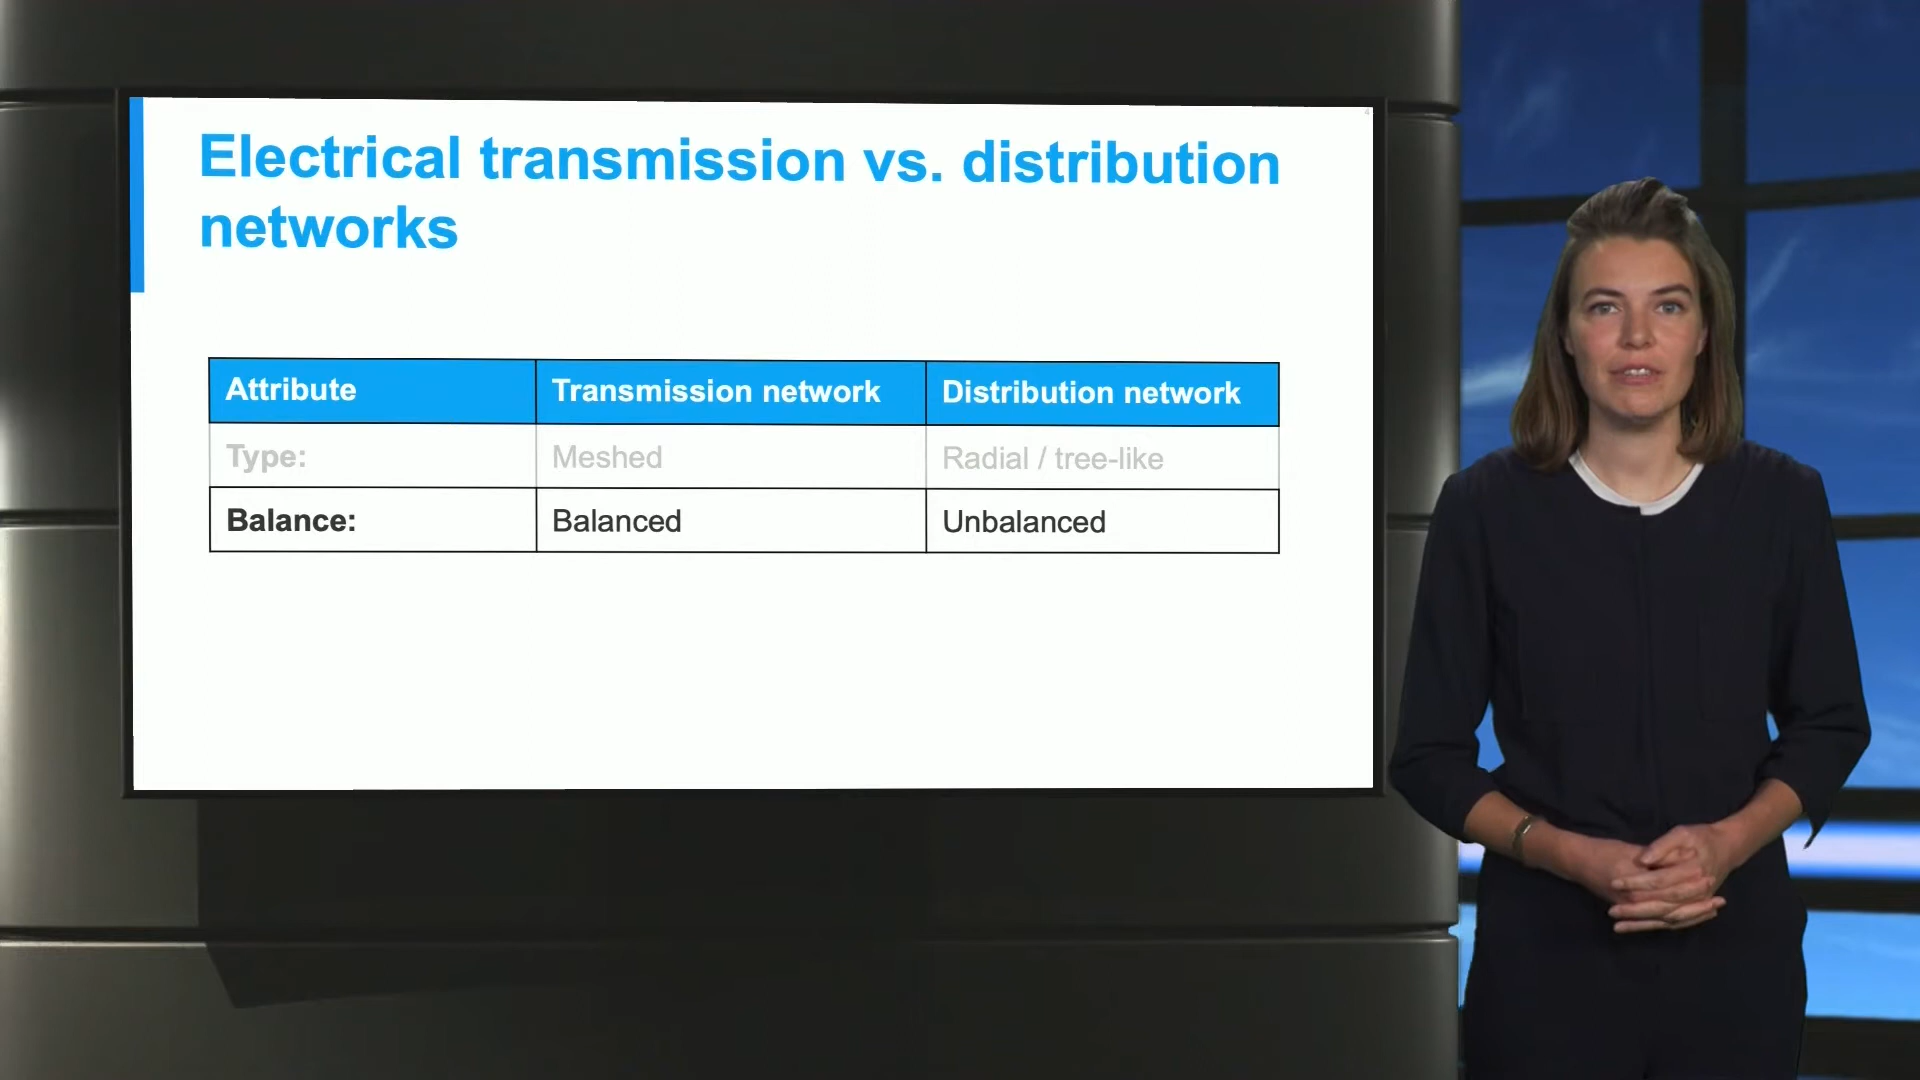 Electrical transmission vs. distribution
networks
Attribute Transmission network Distribution network
Type: Meshed Radial / tree-like
Balance: Balanced Unbalanced